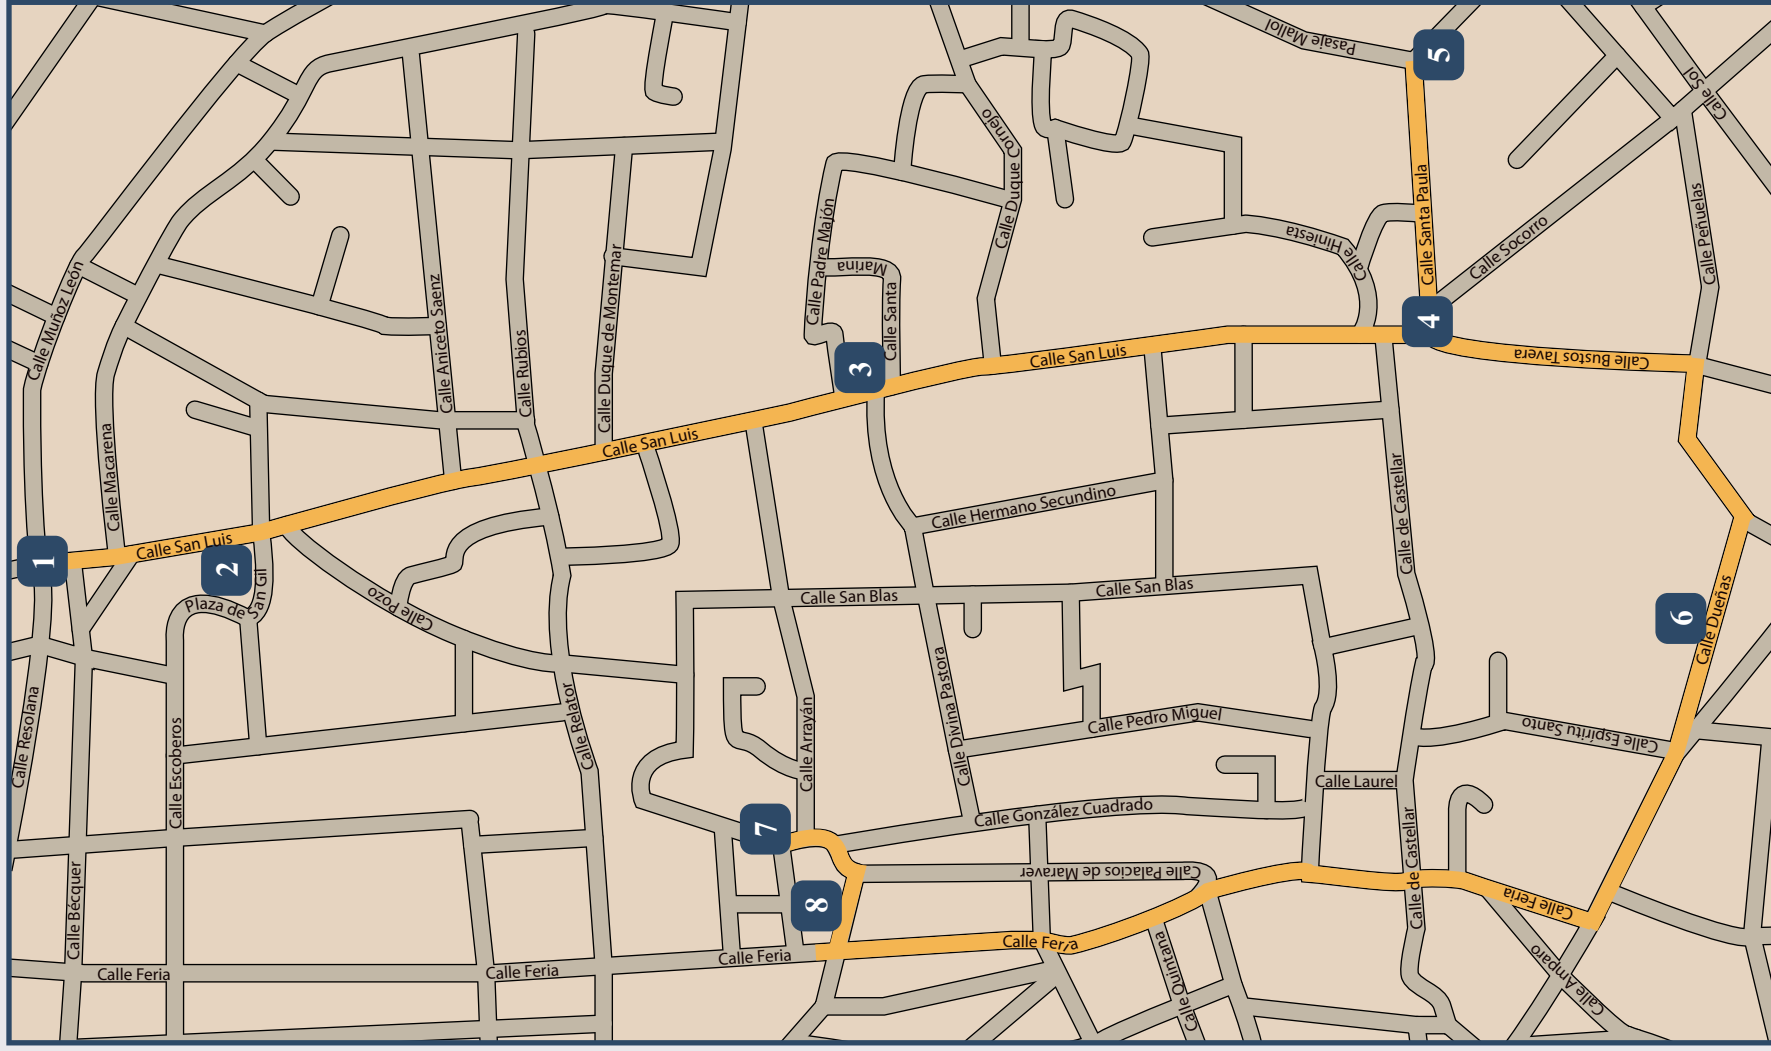 Pasaje Mallol
5
Calle Sol
Calle Duque Cornejo
Calle Santa Paula
Calle Peñuelas
Calle Socorro
Calle Hiniesta
Calle Padre Majón
Calle Santa Marina
Calle Muñoz León
Calle Aniceto Saenz
Calle Rubios
Calle Duque de Montemar
4
Calle Bustos Tavera
Calle San Luis
3
Calle San Luis
Calle Macarena
Calle San Luis
1
2
Plaza de San Gil
Calle Pozo
Calle Hermano Secundino
Calle de Castellar
Calle San Blas
Calle San Blas
6
Calle Dueñas
Calle Resolana
Calle Escoberos
Calle Relator
Calle Arrayán
Calle Divina Pastora
Calle Pedro Miguel
Calle Espíritu Santo
Calle Laurel
Calle González Cuadrado
7
Calle Palacios de Maraver
Calle de Castellar
8
Calle Bécquer
Calle Feria
Calle Feria
Calle Feria
Calle Feria
Calle Feria
Calle Quintana
Calle Amparo